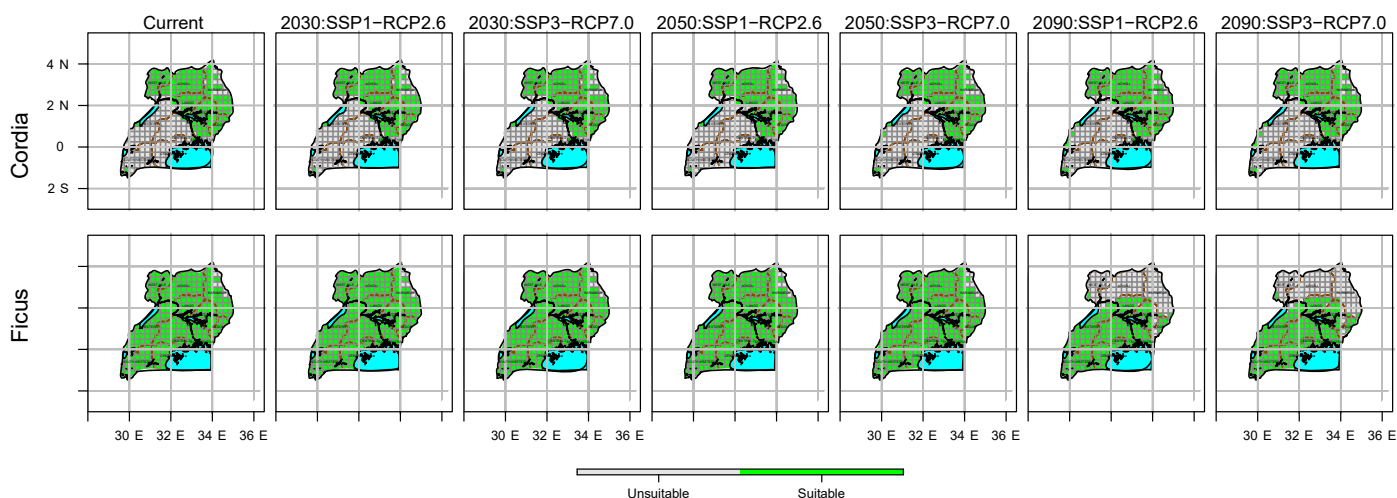 Current 2030:SSP1−RCP2.6 2030:SSP3−RCP7.0 2050:SSP1−RCP2.6 2050:SSP3−RCP7.0 2090:SSP1−RCP2.6 2090:SSP3−RCP7.0
4 N
2 N
0
2 S
Cordia
Ficus
30 E 32 E 34 E 36 E 30 E 32 E 34 E 36 E 30 E 32 E 34 E 36 E 30 E 32 E 34 E 36 E
Unsuitable Suitable